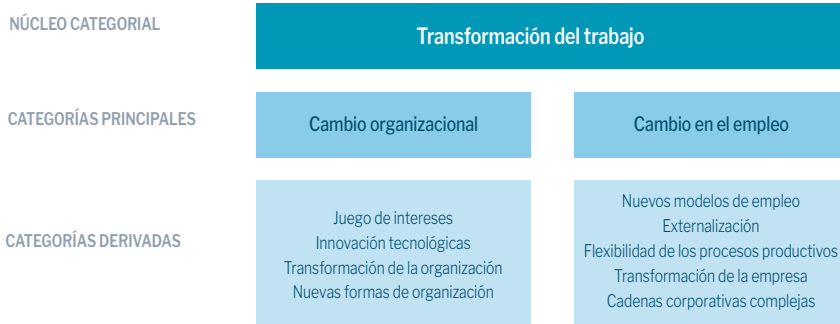 NÚCLEO CATEGORIAL
Transformación del trabajo
CATEGORÍAS PRINCIPALES
Cambio organizacional
Cambio en el empleo
CATEGORÍAS DERIVADAS
Juego de intereses
Innovación tecnológicas
Transformación de la organización
Nuevas formas de organización
Nuevos modelos de empleo
Externalización
Flexibilidad de los procesos productivos
Transformación de la empresa
Cadenas corporativas complejas